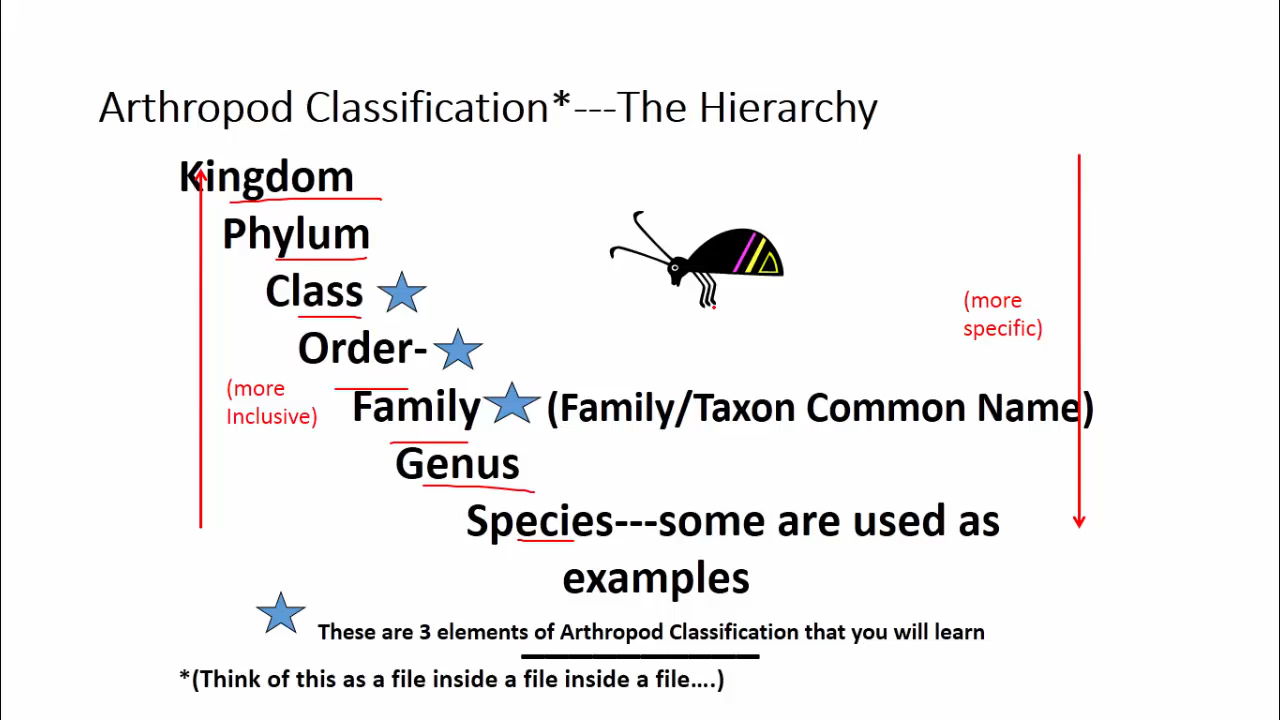 Arthropod Classification*---The Hierarchy
Kingdom
Phylum
Class
(more
specific)
Order-
(more
Inclusive)
Family (Family/Taxon Common Name)
Genus
Species---some are used as
examples
These are 3 elements of Arthropod Classification that you will learn
*(Think of this as a file inside a file inside a file....)